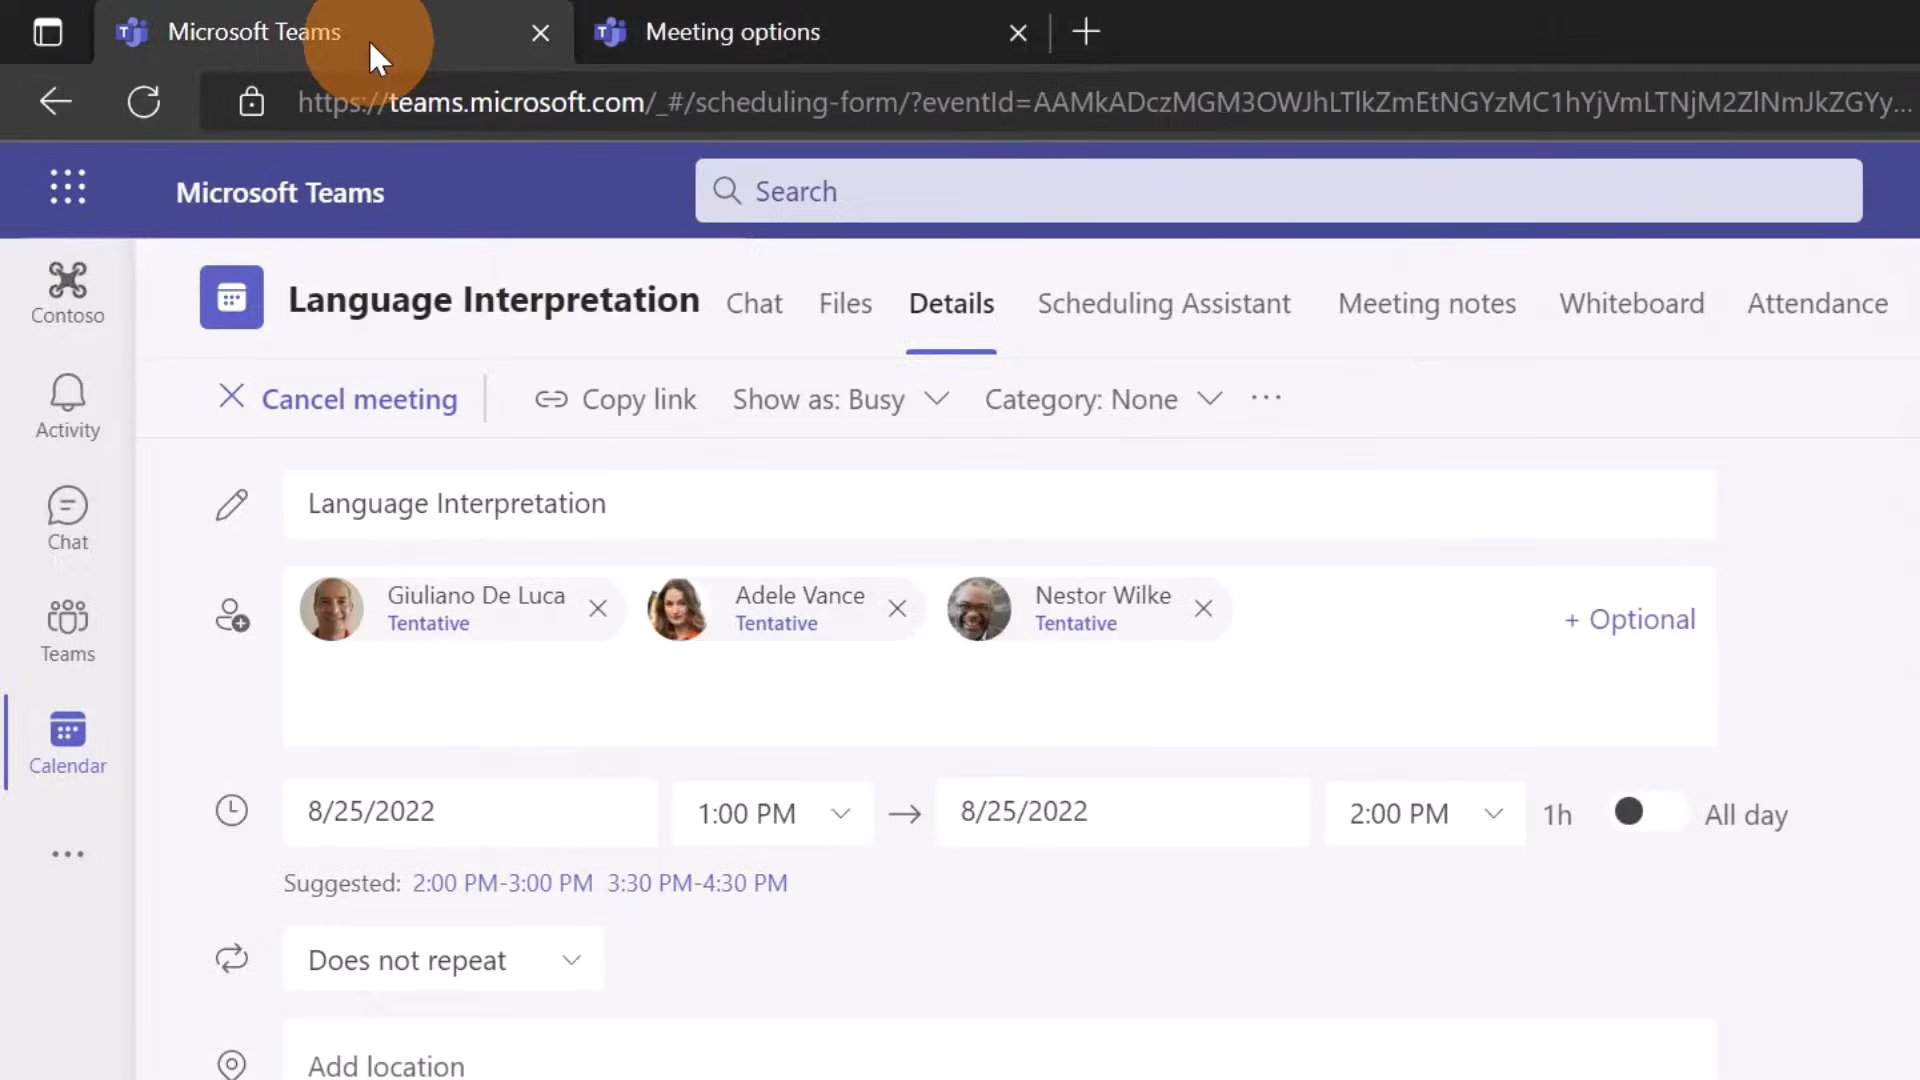 Microsoft Teams
Meeting options
https://teams.microsoft.com/_#/scheduling-form/?eventId=AAMkADczMGM3OWJhLTlkZmEtNGYzMC1hYjVmLTNjM2ZlNmJkZGYy...
Microsoft Teams
Search
Contoso
Activity
Chat
Teams
Calendar
Language Interpretation
Chat
Files
Details
Scheduling Assistant
Meeting notes
Whiteboard
Attendance
Cancel meeting
Copy link
Show as: Busy
Category: None
Language Interpretation
Giuliano De Luca
Tentative
Adele Vance
Tentative
Nestor Wilke
Tentative
+ Optional
8/25/2022
1:00 PM
8/25/2022
2:00 PM
1h
All day
Suggested: 2:00 PM-3:00 PM 3:30 PM-4:30 PM
Does not repeat
Add location